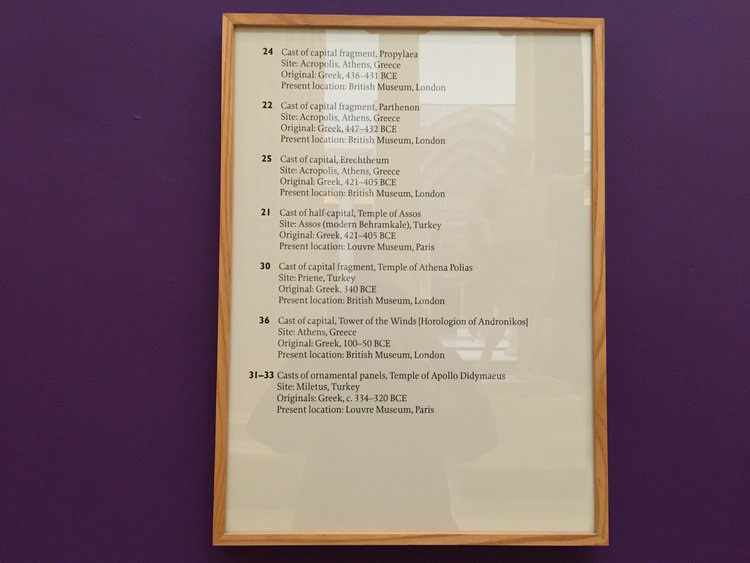 24 Cast of capital fragment, Propylaea
Site: Acropolis, Athens, Greece
Original: Greek, 436–431 BCE
Present location: British Museum, London
22 Cast of capital fragment, Parthenon
Site: Acropolis, Athens, Greece
Original: Greek, 447–432 BCE
Present location: British Museum, London
25 Cast of capital, Erechtheum
Site: Acropolis, Athens, Greece
Original: Greek, 421–405 BCE
Present location: British Museum, London
21 Cast of half-capital, Temple of Assos
Site: Assos (modern Behramkale), Turkey
Original: Greek, 421–405 BCE
Present location: Louvre Museum, Paris
30 Cast of capital fragment, Temple of Athena Polias
Site: Priene, Turkey
Original: Greek, 340 BCE
Present location: British Museum, London
36 Cast of capital, Tower of the Winds [Horologion of Andronikos]
Site: Athens, Greece
Original: Greek, 100–50 BCE
Present location: British Museum, London
31–33 Casts of ornamental panels, Temple of Apollo Didymaeus
Site: Miletus, Turkey
Originals: Greek, c. 334–320 BCE
Present location: Louvre Museum, Paris